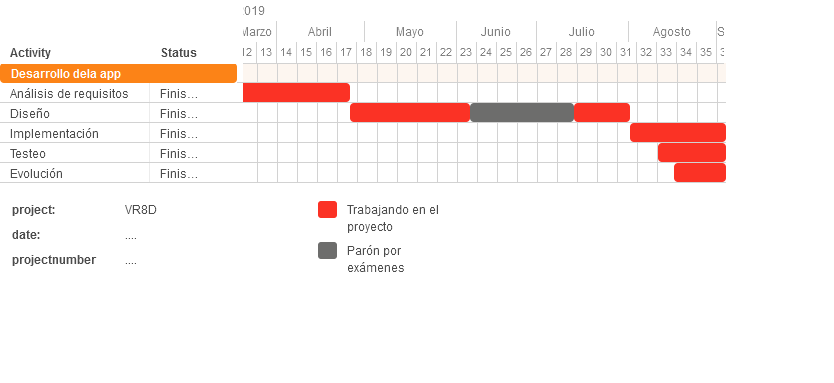 2019
Marzo Abril Mayo Junio Julio Agosto S
Activity Status 12 13 14 15 16 17 18 19 20 21 22 23 24 25 26 27 28 29 30 31 33 34 35 3
Desarrollo dela app
Análisis de requisitos Finis...
Diseño Finis...
Implementación Finis...
Testeo Finis...
Evolución Finis...
project: VR8D
date: ....
projectnumber ....
Trabajando en el
proyecto
Parón por
exámenes